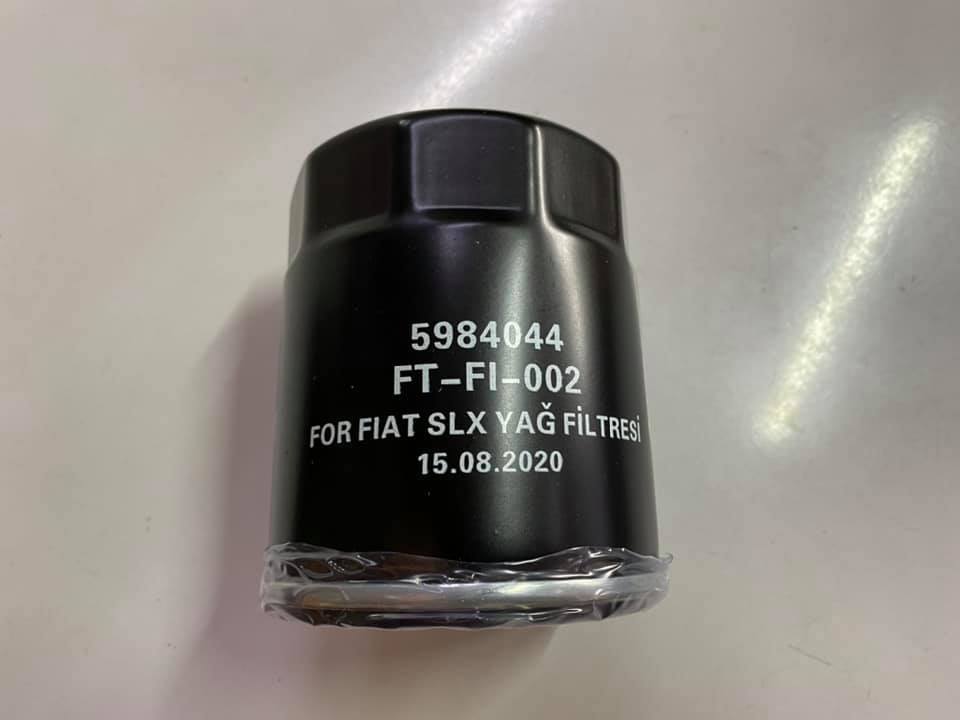 5984044
FT-FI-002
FOR FIAT SLX YAĞ FİLTRESİ
15.08.2020